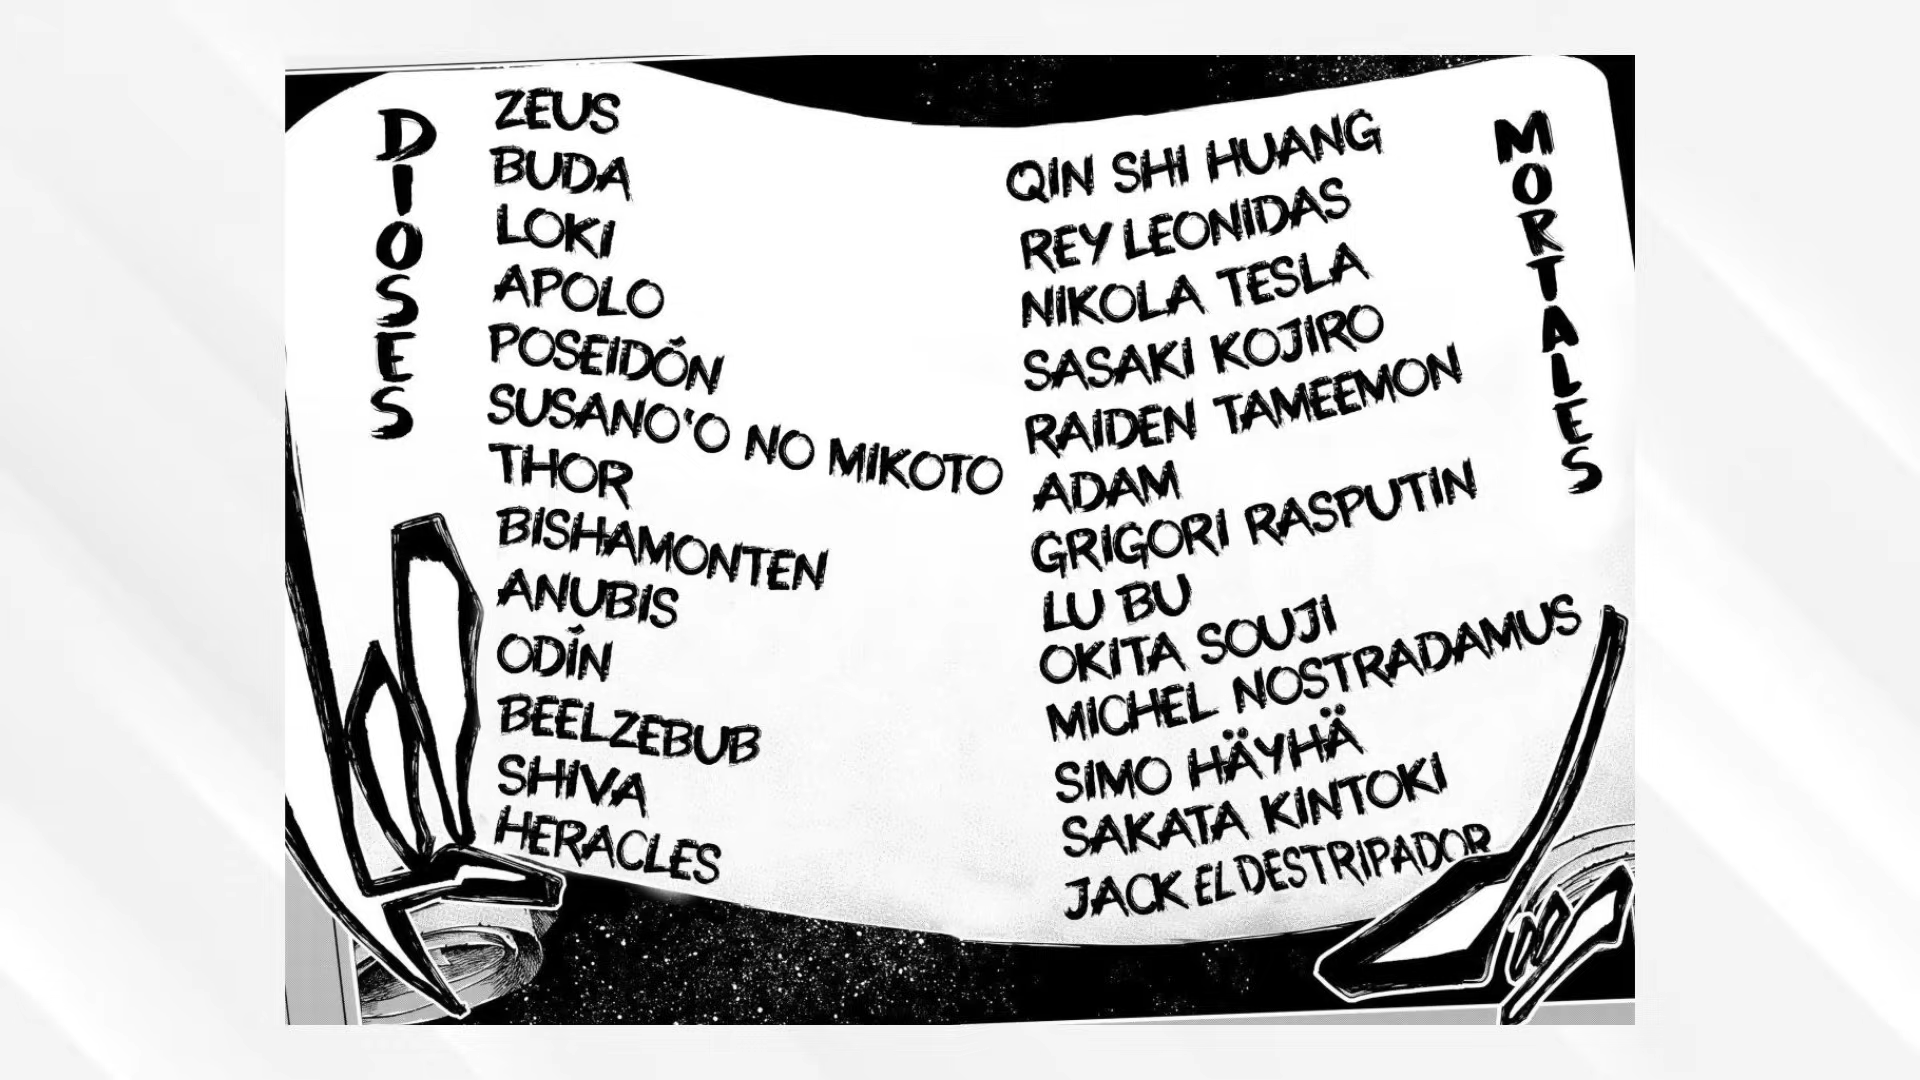 DIOSES
ZEUS
BUDA
LOKI
APOLO
POSEIDÓN
SUSANO'O NO MIKOTO
THOR
BISHAMONTEN
ANUBIS
ODÍN
BEELZEBUB
SHIVA
HERACLES
MORTALES
QIN SHI HUANG
REY LEONIDAS
NIKOLA TESLA
SASAKI KOJIRO
RAIDEN TAMEEMON
ADAM
GRIGORI RASPUTIN
LU BU
OKITA SOUJI
MICHEL NOSTRADAMUS
SIMO HÄYHÄ
SAKATA KINTOKI
JACK EL DESTRIPADOR